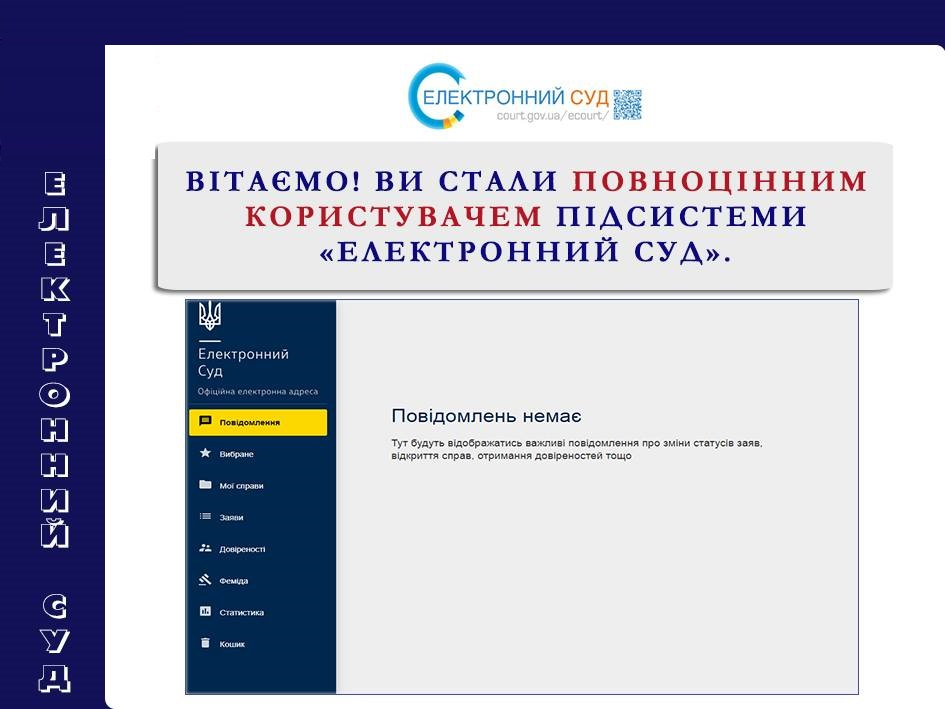 ЕЛЕКТРОННИЙ СУД
ЕЛЕКТРОННИЙ СУД
court.gov.ua/ecourt/
ВІТАЄМО! ВИ СТАЛИ ПОВНОЦІННИМ
КОРИСТУВАЧЕМ ПІДСИСТЕМИ
«ЕЛЕКТРОННИЙ СУД».
Електронний
Суд
Офіційна електронна адреса
Повідомлення
Вибране
Мої справи
Заяви
Довіреності
Феміда
Статистика
Кошик
Повідомлень немає
Тут будуть відображатись важливі повідомлення про зміни статусів заяв,
відкриття справ, отримання довіреностей тощо